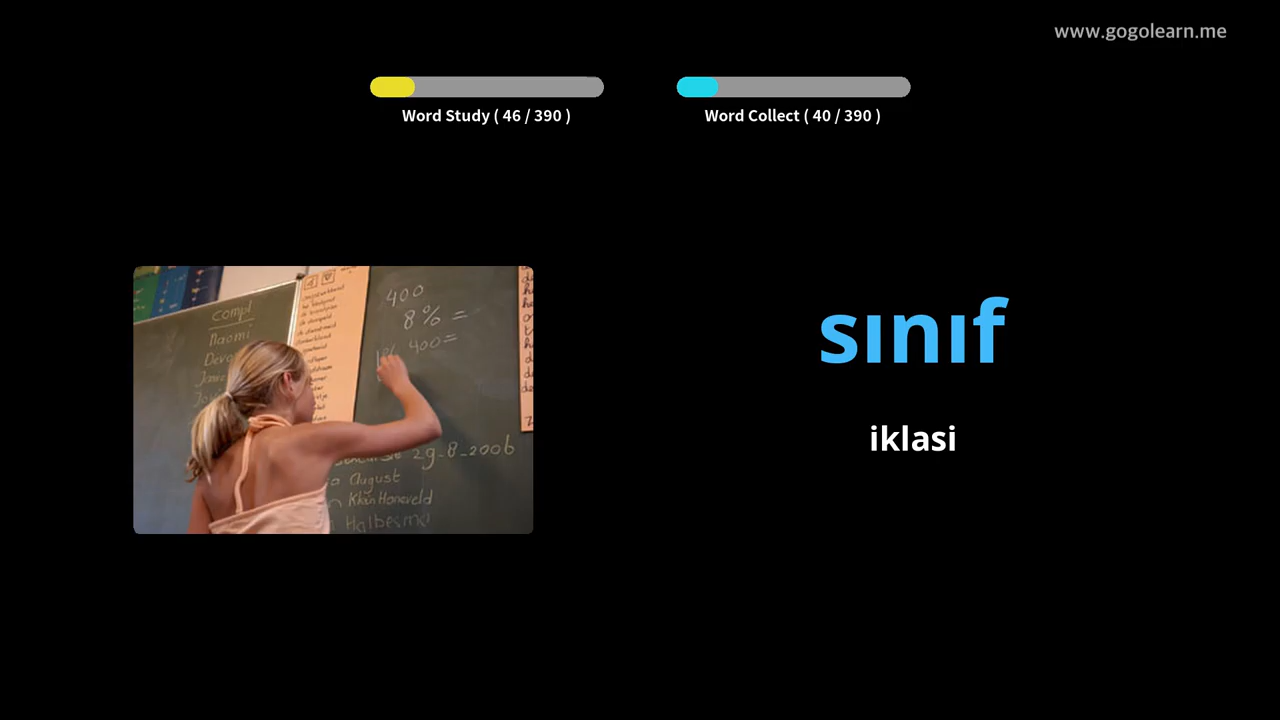 www.gogolearn.me
Word Study ( 46 / 390 )
Word Collect ( 40 / 390 )
sınıf
iklasi
compl
Naomi
400
8% =
1% 400=
29-8-2006
August